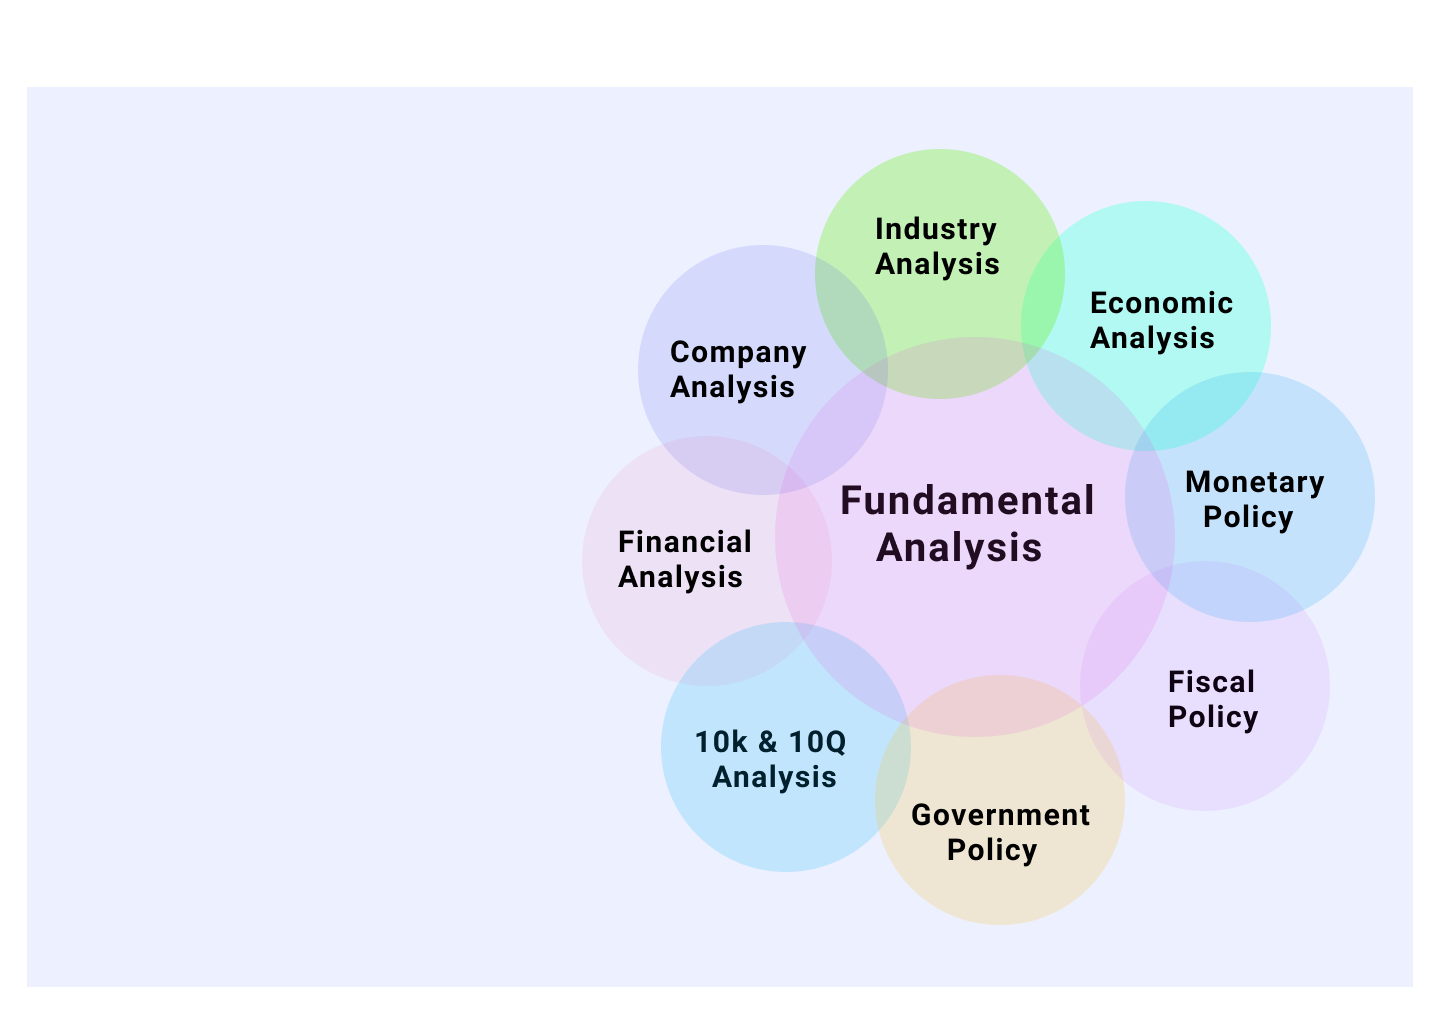 Industry
Analysis
Economic
Analysis
Company
Analysis
Monetary
Policy
Fundamental
Analysis
Financial
Analysis
Fiscal
Policy
10k & 10Q
Analysis
Government
Policy